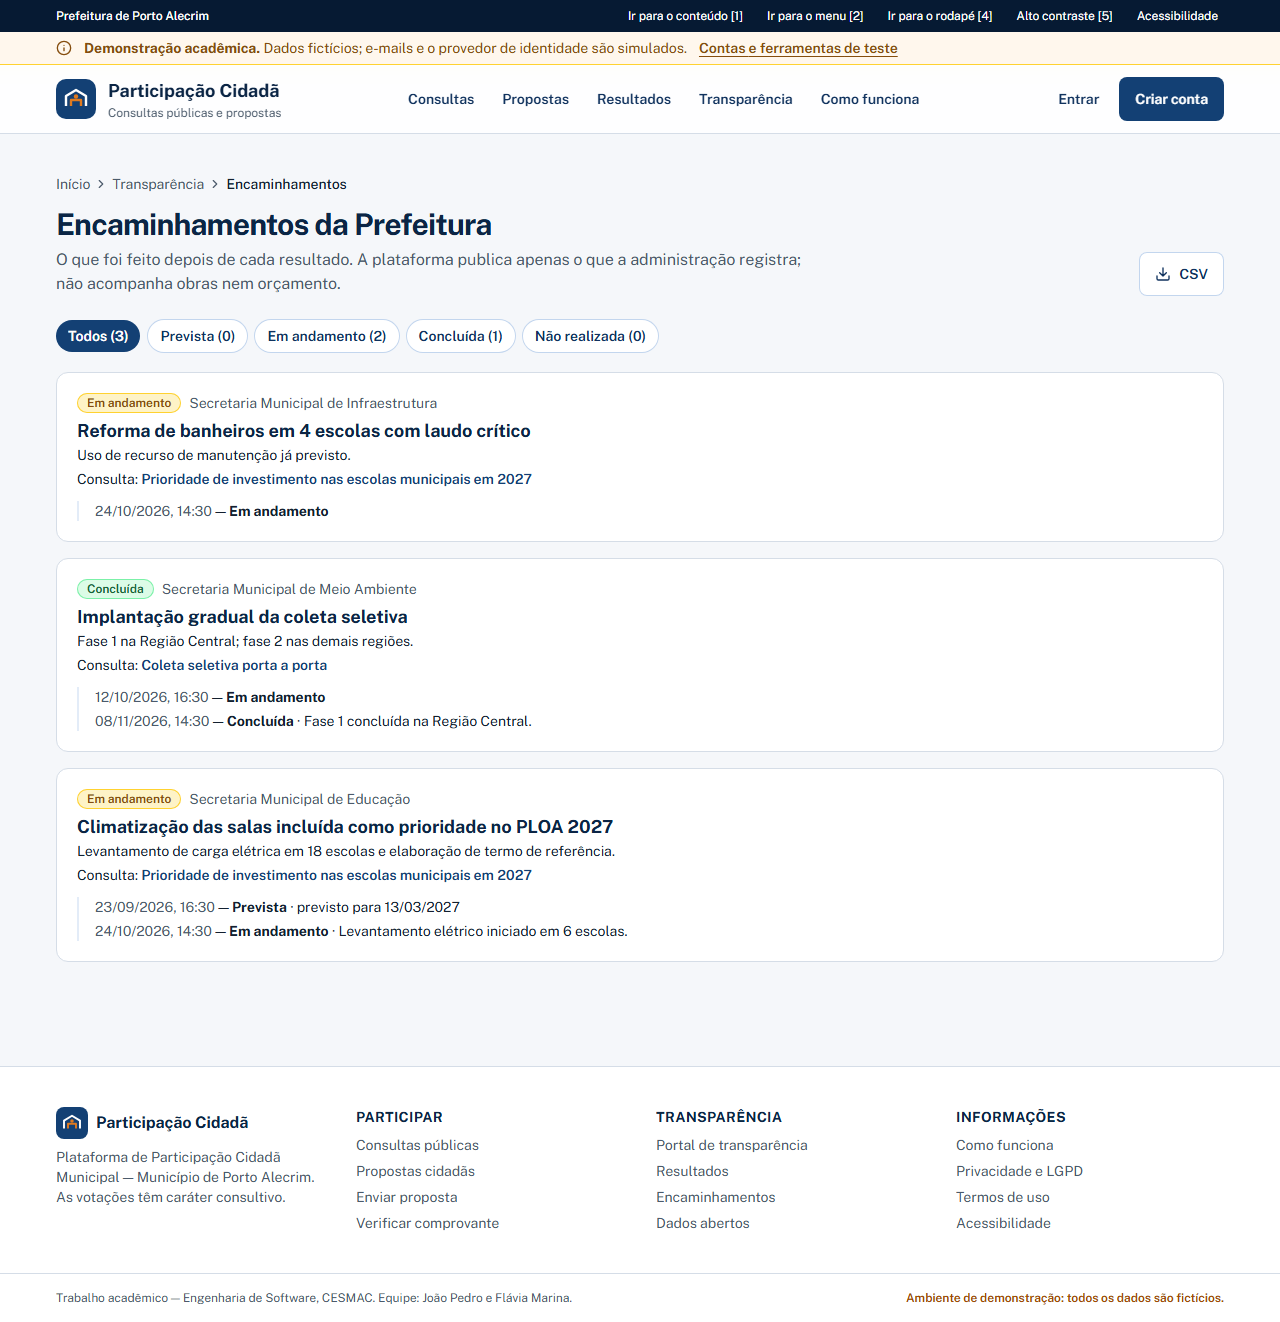 Prefeitura de Porto Alecrim
Ir para o conteúdo [1]
Ir para o menu [2]
Ir para o rodapé [4]
Alto contraste [5]
Acessibilidade
Demonstração acadêmica. Dados fictícios; e-mails e o provedor de identidade são simulados. Contas e ferramentas de teste
Participação Cidadã
Consultas públicas e propostas
Consultas
Propostas
Resultados
Transparência
Como funciona
Entrar
Criar conta
Início > Transparência > Encaminhamentos
Encaminhamentos da Prefeitura
O que foi feito depois de cada resultado. A plataforma publica apenas o que a administração registra;
não acompanha obras nem orçamento.
CSV
Todos (3)
Prevista (0)
Em andamento (2)
Concluída (1)
Não realizada (0)
Em andamento Secretaria Municipal de Infraestrutura
Reforma de banheiros em 4 escolas com laudo crítico
Uso de recurso de manutenção já previsto.
Consulta: Prioridade de investimento nas escolas municipais em 2027
24/10/2026, 14:30 — Em andamento
Concluída Secretaria Municipal de Meio Ambiente
Implantação gradual da coleta seletiva
Fase 1 na Região Central; fase 2 nas demais regiões.
Consulta: Coleta seletiva porta a porta
12/10/2026, 16:30 — Em andamento
08/11/2026, 14:30 — Concluída · Fase 1 concluída na Região Central.
Em andamento Secretaria Municipal de Educação
Climatização das salas incluída como prioridade no PLOA 2027
Levantamento de carga elétrica em 18 escolas e elaboração de termo de referência.
Consulta: Prioridade de investimento nas escolas municipais em 2027
23/09/2026, 16:30 — Prevista · previsto para 13/03/2027
24/10/2026, 14:30 — Em andamento · Levantamento elétrico iniciado em 6 escolas.
Participação Cidadã
Plataforma de Participação Cidadã
Municipal — Município de Porto Alecrim.
As votações têm caráter consultivo.
PARTICIPAR
Consultas públicas
Propostas cidadãs
Enviar proposta
Verificar comprovante
TRANSPARÊNCIA
Portal de transparência
Resultados
Encaminhamentos
Dados abertos
INFORMAÇÕES
Como funciona
Privacidade e LGPD
Termos de uso
Acessibilidade
Trabalho acadêmico — Engenharia de Software, CESMAC. Equipe: João Pedro e Flávia Marina.
Ambiente de demonstração: todos os dados são fictícios.